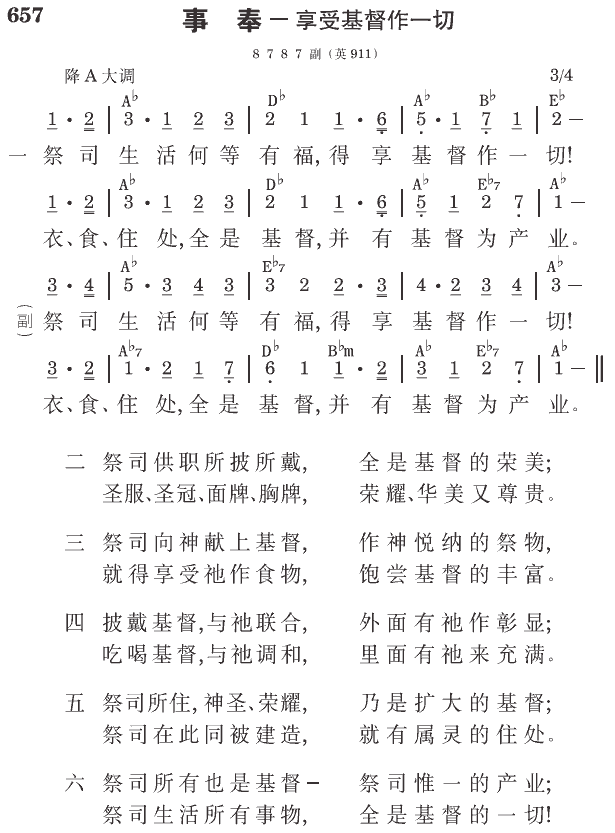 657 事 奉 — 享受基督作一切
8 7 8 7 副（英911）
降 A 大调 3/4
A♭ D♭ A♭ B♭ E♭
1 · 2 | 3 · 1 2 3 | 2 1 1 · 6 | 5 · 1 7 1 | 2 –
一 祭 司 生 活 何 等 有 福, 得 享 基 督 作 一 切!
A♭ D♭ A♭ E♭7 A♭
1 · 2 | 3 · 1 2 3 | 2 1 1 · 6 | 5 1 2 7 | 1 –
衣、食、住 处, 全 是 基 督, 并 有 基 督 为 产 业。
A♭ E♭7 A♭
3 · 4 | 5 · 3 4 3 | 3 2 2 · 3 | 4 · 2 3 4 | 3 –
（副） 祭 司 生 活 何 等 有 福, 得 享 基 督 作 一 切!
A♭7 D♭ B♭m A♭ E♭7 A♭
3 · 2 | 1 · 2 1 7 | 6 1 1 · 2 | 3 1 2 7 | 1 – ‖
衣、食、住 处, 全 是 基 督, 并 有 基 督 为 产 业。
二 祭司供职所披所戴, 全是基督的荣美;
圣服、圣冠、面牌、胸牌, 荣耀、华美又尊贵。
三 祭司向神献上基督, 作神悦纳的祭物,
就得享受祂作食物, 饱尝基督的丰富。
四 披戴基督,与祂联合, 外面有祂作彰显;
吃喝基督,与祂调和, 里面有祂来充满。
五 祭司所住,神圣、荣耀, 乃是扩大的基督;
祭司在此同被建造, 就有属灵的住处。
六 祭司所有也是基督– 祭司惟一的产业;
祭司生活所有事物, 全是基督的一切!